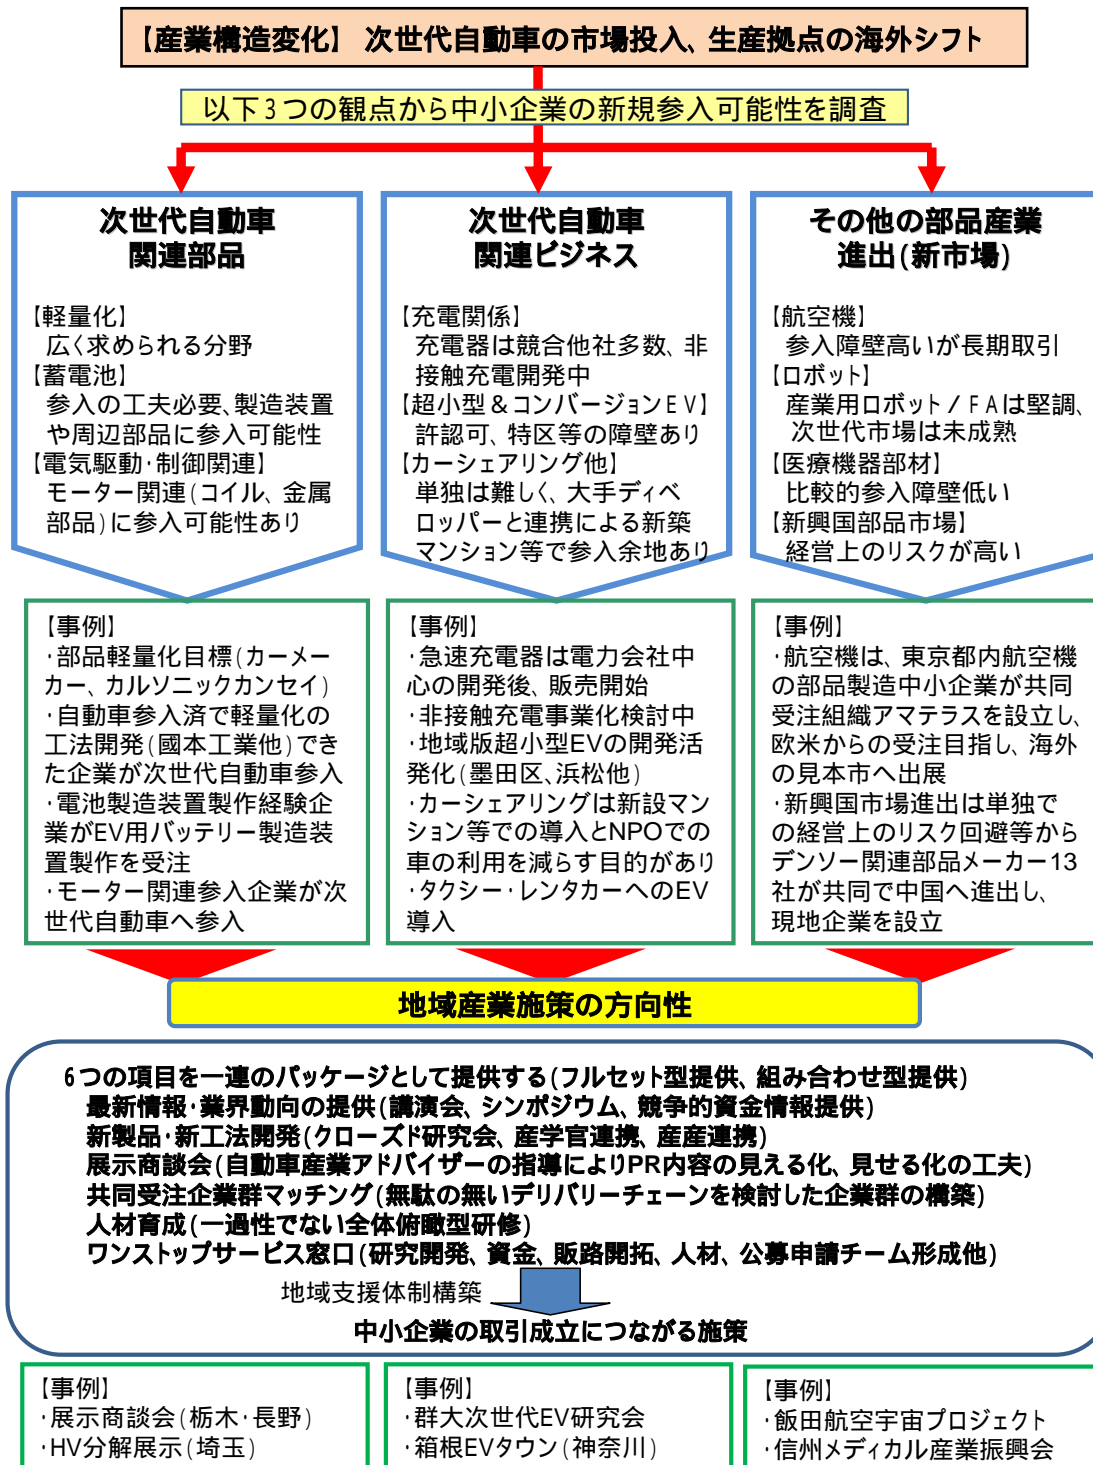 【産業構造変化】 次世代自動車の市場投入、生産拠点の海外シフト
以下3つの観点から中小企業の新規参入可能性を調査
次世代自動車
関連部品
【軽量化】
広く求められる分野
【蓄電池】
参入の工夫必要、製造装置
や周辺部品に参入可能性
【電気駆動・制御関連】
モーター関連(コイル、金属
部品)に参入可能性あり
次世代自動車
関連ビジネス
【充電関係】
充電器は競合他社多数、非
接触充電開発中
【超小型&コンバージョンEV】
許認可、特区等の障壁あり
【カーシェアリング他】
単独は難しく、大手ディベ
ロッパーと連携による新築
マンション等で参入余地あり
その他の部品産業
進出(新市場)
【航空機】
参入障壁高いが長期取引
【ロボット】
産業用ロボット/FAは堅調、
次世代市場は未成熟
【医療機器部材】
比較的参入障壁低い
【新興国部品市場】
経営上のリスクが高い
【事例】
・部品軽量化目標(カーメー
カー、カルソニックカンセイ)
・自動車参入済で軽量化の
工法開発(國本工業他)でき
た企業が次世代自動車参入
・電池製造装置製作経験企
業がEV用バッテリー製造装
置製作を受注
・モーター関連参入企業が次
世代自動車へ参入
【事例】
・急速充電器は電力会社中
心の開発後、販売開始
・非接触充電事業化検討中
・地域版超小型EVの開発活
発化(墨田区、浜松他)
・カーシェアリングは新設マン
ション等での導入とNPOでの
車の利用を減らす目的があり
・タクシー・レンタカーへのEV
導入
【事例】
・航空機は、東京都内航空機
の部品製造中小企業が共同
受注組織アマテラスを設立し、
欧米からの受注目指し、海外
の見本市へ出展
・新興国市場進出は単独で
の経営上のリスク回避等から
デンソー関連部品メーカー13
社が共同で中国へ進出し、
現地企業を設立
地域産業施策の方向性
6つの項目を一連のパッケージとして提供する(フルセット型提供、組み合わせ型提供)
最新情報・業界動向の提供(講演会、シンポジウム、競争的資金情報提供)
新製品・新工法開発(クローズド研究会、産学官連携、産産連携)
展示商談会(自動車産業アドバイザーの指導によりPR内容の見える化、見せる化の工夫)
共同受注企業群マッチング(無駄の無いデリバリーチェーンを検討した企業群の構築)
人材育成(一過性でない全体俯瞰型研修)
ワンストップサービス窓口(研究開発、資金、販路開拓、人材、公募申請チーム形成他)
地域支援体制構築
中小企業の取引成立につながる施策
【事例】
・展示商談会(栃木・長野)
・HV分解展示(埼玉)
【事例】
・群大次世代EV研究会
・箱根EVタウン(神奈川)
【事例】
・飯田航空宇宙プロジェクト
・信州メディカル産業振興会